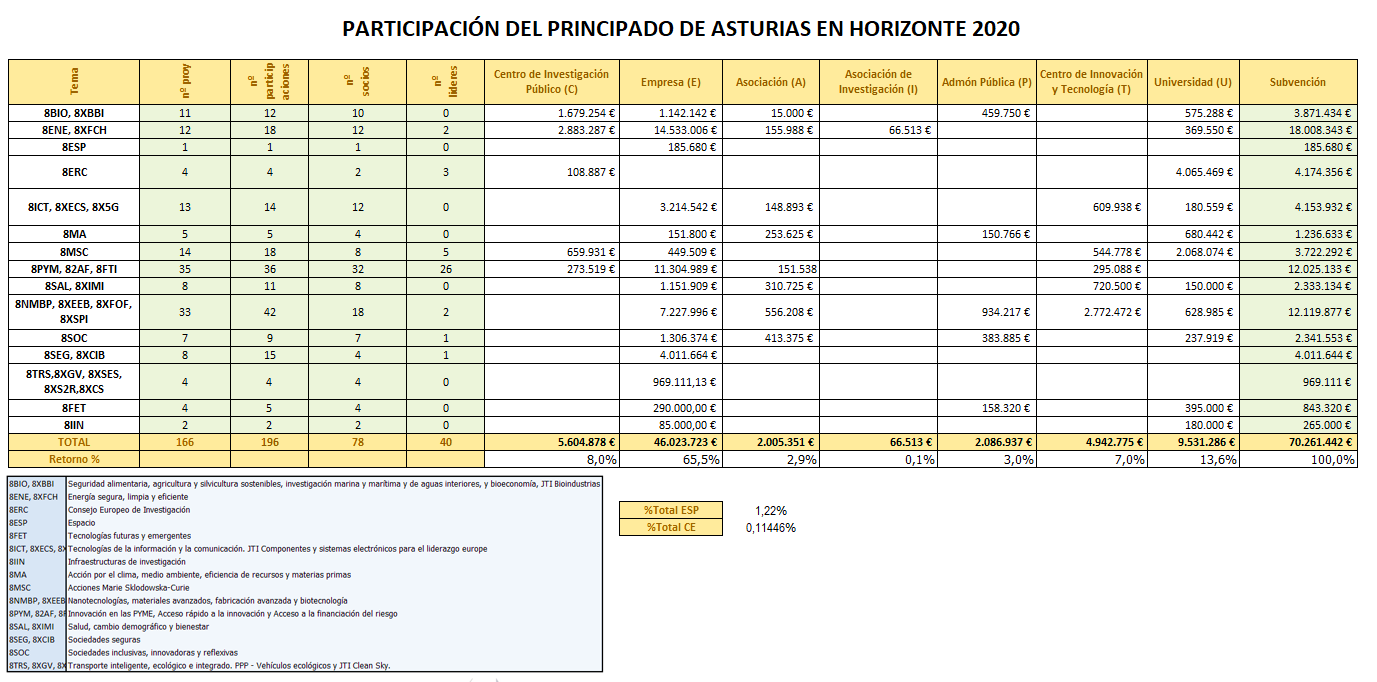 PARTICIPACIÓN DEL PRINCIPADO DE ASTURIAS EN HORIZONTE 2020
Tema nº proy nº particip aciones nº socios nº líderes Centro de Investigación Público (C) Empresa (E) Asociación (A) Asociación de Investigación (I) Admón Pública (P) Centro de Innovación y Tecnología (T) Universidad (U) Subvención
8BIO, 8XBBI 11 12 10 0 1.679.254 € 1.142.142 € 15.000 € 459.750 € 575.288 € 3.871.434 €
8ENE, 8XFCH 12 18 12 2 2.883.287 € 14.533.006 € 155.988 € 66.513 € 369.550 € 18.008.343 €
8ESP 1 1 1 0 185.680 € 185.680 €
8ERC 4 4 2 3 108.887 € 4.065.469 € 4.174.356 €
8ICT, 8XECS, 8X5G 13 14 12 0 3.214.542 € 148.893 € 609.938 € 180.559 € 4.153.932 €
8MA 5 5 4 0 151.800 € 253.625 € 150.766 € 680.442 € 1.236.633 €
8MSC 14 18 8 5 659.931 € 449.509 € 544.778 € 2.068.074 € 3.722.292 €
8PYM, 82AF, 8FTI 35 36 32 26 273.519 € 11.304.989 € 151.538 295.088 € 12.025.133 €
8SAL, 8XIMI 8 11 8 0 1.151.909 € 310.725 € 720.500 € 150.000 € 2.333.134 €
8NMBP, 8XEEB, 8XFOF,
8XSPI 33 42 18 2 7.227.996 € 556.208 € 934.217 € 2.772.472 € 628.985 € 12.119.877 €
8SOC 7 9 7 1 1.306.374 € 413.375 € 383.885 € 237.919 € 2.341.553 €
8SEG, 8XCIB 8 15 4 1 4.011.664 € 4.011.644 €
8TRS,8XGV, 8XSES,
8XS2R,8XCS 4 4 4 0 969.111,13 € 969.111 €
8FET 4 5 4 0 290.000,00 € 158.320 € 395.000 € 843.320 €
8IIN 2 2 2 0 85.000,00 € 180.000 € 265.000 €
TOTAL 166 196 78 40 5.604.878 € 46.023.723 € 2.005.351 € 66.513 € 2.086.937 € 4.942.775 € 9.531.286 € 70.261.442 €
Retorno % 8,0% 65,5% 2,9% 0,1% 3,0% 7,0% 13,6% 100,0%
8BIO, 8XBBI Seguridad alimentaria, agricultura y silvicultura sostenibles, investigación marina y marítima y de aguas interiores, y bioeconomía, JTI Bioindustrias
8ENE, 8XFCH Energía segura, limpia y eficiente
8ERC Consejo Europeo de Investigación
8ESP Espacio
8FET Tecnologías futuras y emergentes
8ICT, 8XECS, 8X Tecnologías de la información y la comunicación. JTI Componentes y sistemas electrónicos para el liderazgo europe
8IIN Infraestructuras de investigación
8MA Acción por el clima, medio ambiente, eficiencia de recursos y materias primas
8MSC Acciones Marie Sklodowska-Curie
8NMBP, 8XEEB Nanotecnologías, materiales avanzados, fabricación avanzada y biotecnología
8PYM, 82AF, 8F Innovación en las PYME, Acceso rápido a la innovación y Acceso a la financiación del riesgo
8SAL, 8XIMI Salud, cambio demográfico y bienestar
8SEG, 8XCIB Sociedades seguras
8SOC Sociedades inclusivas, innovadoras y reflexivas
8TRS, 8XGV, 8X Transporte inteligente, ecológico e integrado. PPP - Vehículos ecológicos y JTI Clean Sky.
%Total ESP 1,22%
%Total CE 0,11446%